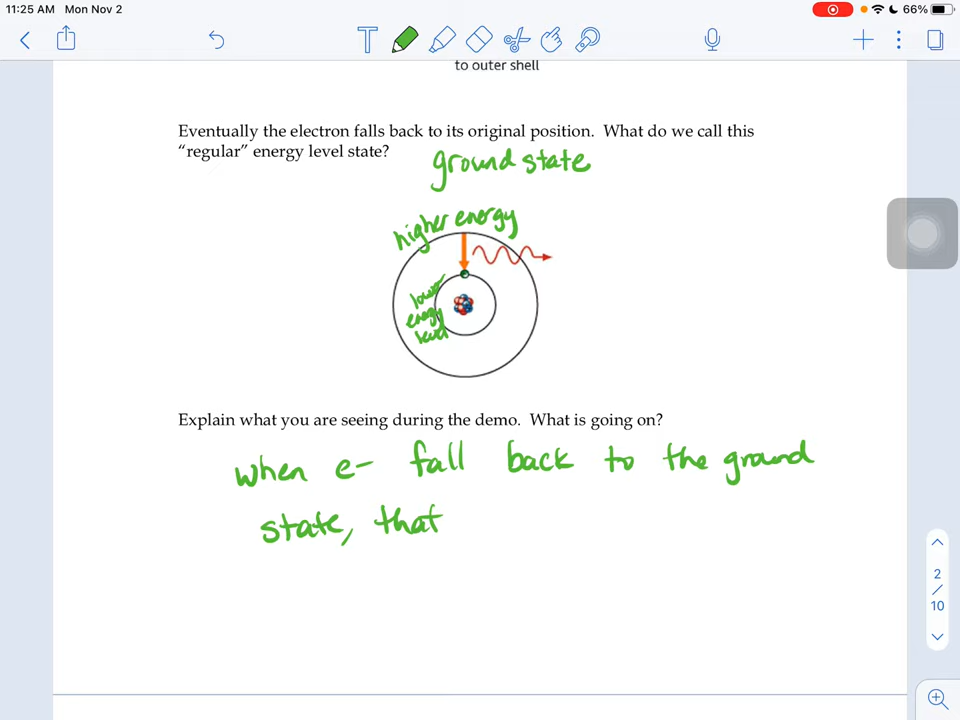 11:25 AM Mon Nov 2
66%
T
to outer shell
Eventually the electron falls back to its original position. What do we call this
“regular” energy level state?
ground state
higher energy
lower
energy
level
Explain what you are seeing during the demo. What is going on?
when e- fall back to the ground
state, that
2
/
10